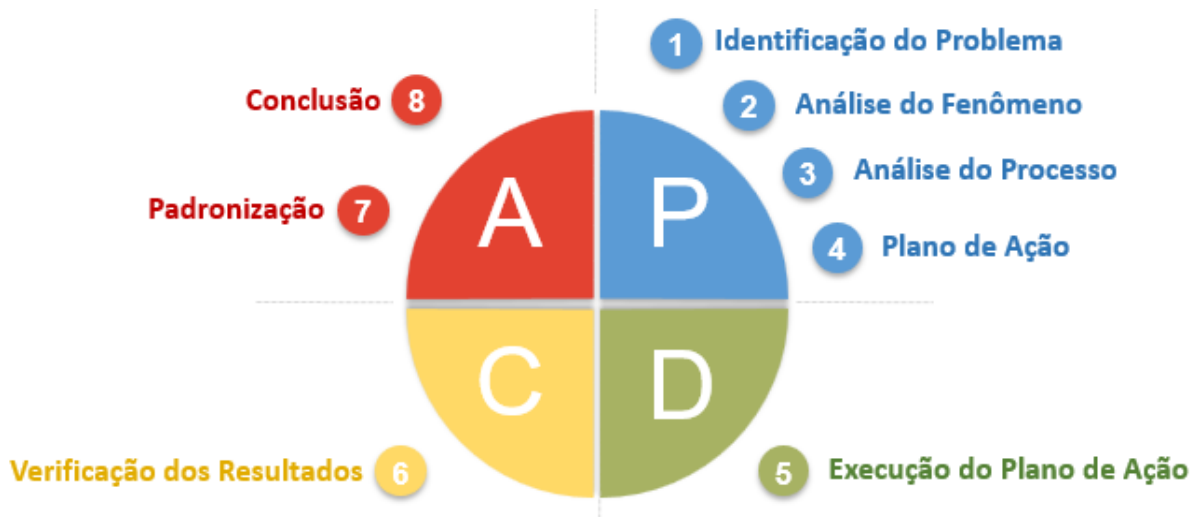 1 Identificação do Problema
2 Análise do Fenômeno
3 Análise do Processo
4 Plano de Ação
5 Execução do Plano de Ação
Verificação dos Resultados 6
Padronização 7
Conclusão 8
A P
C D